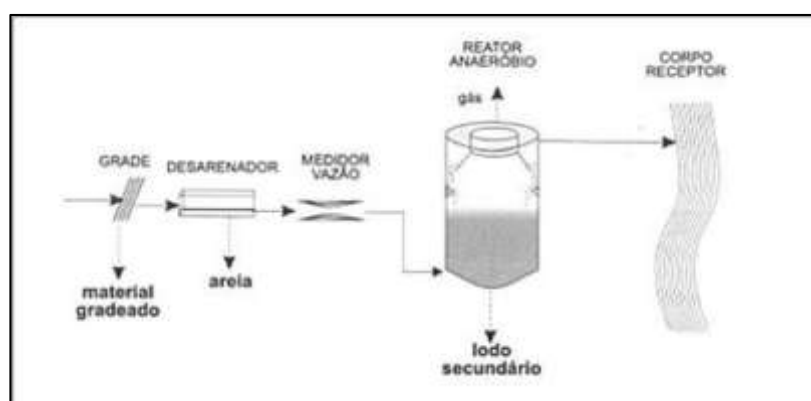 REATOR
ANAERÓBIO
CORPO
RECEPTOR
gás
GRADE
DESARENADOR
MEDIDOR
VAZÃO
material
gradeado
areia
lodo
secundário